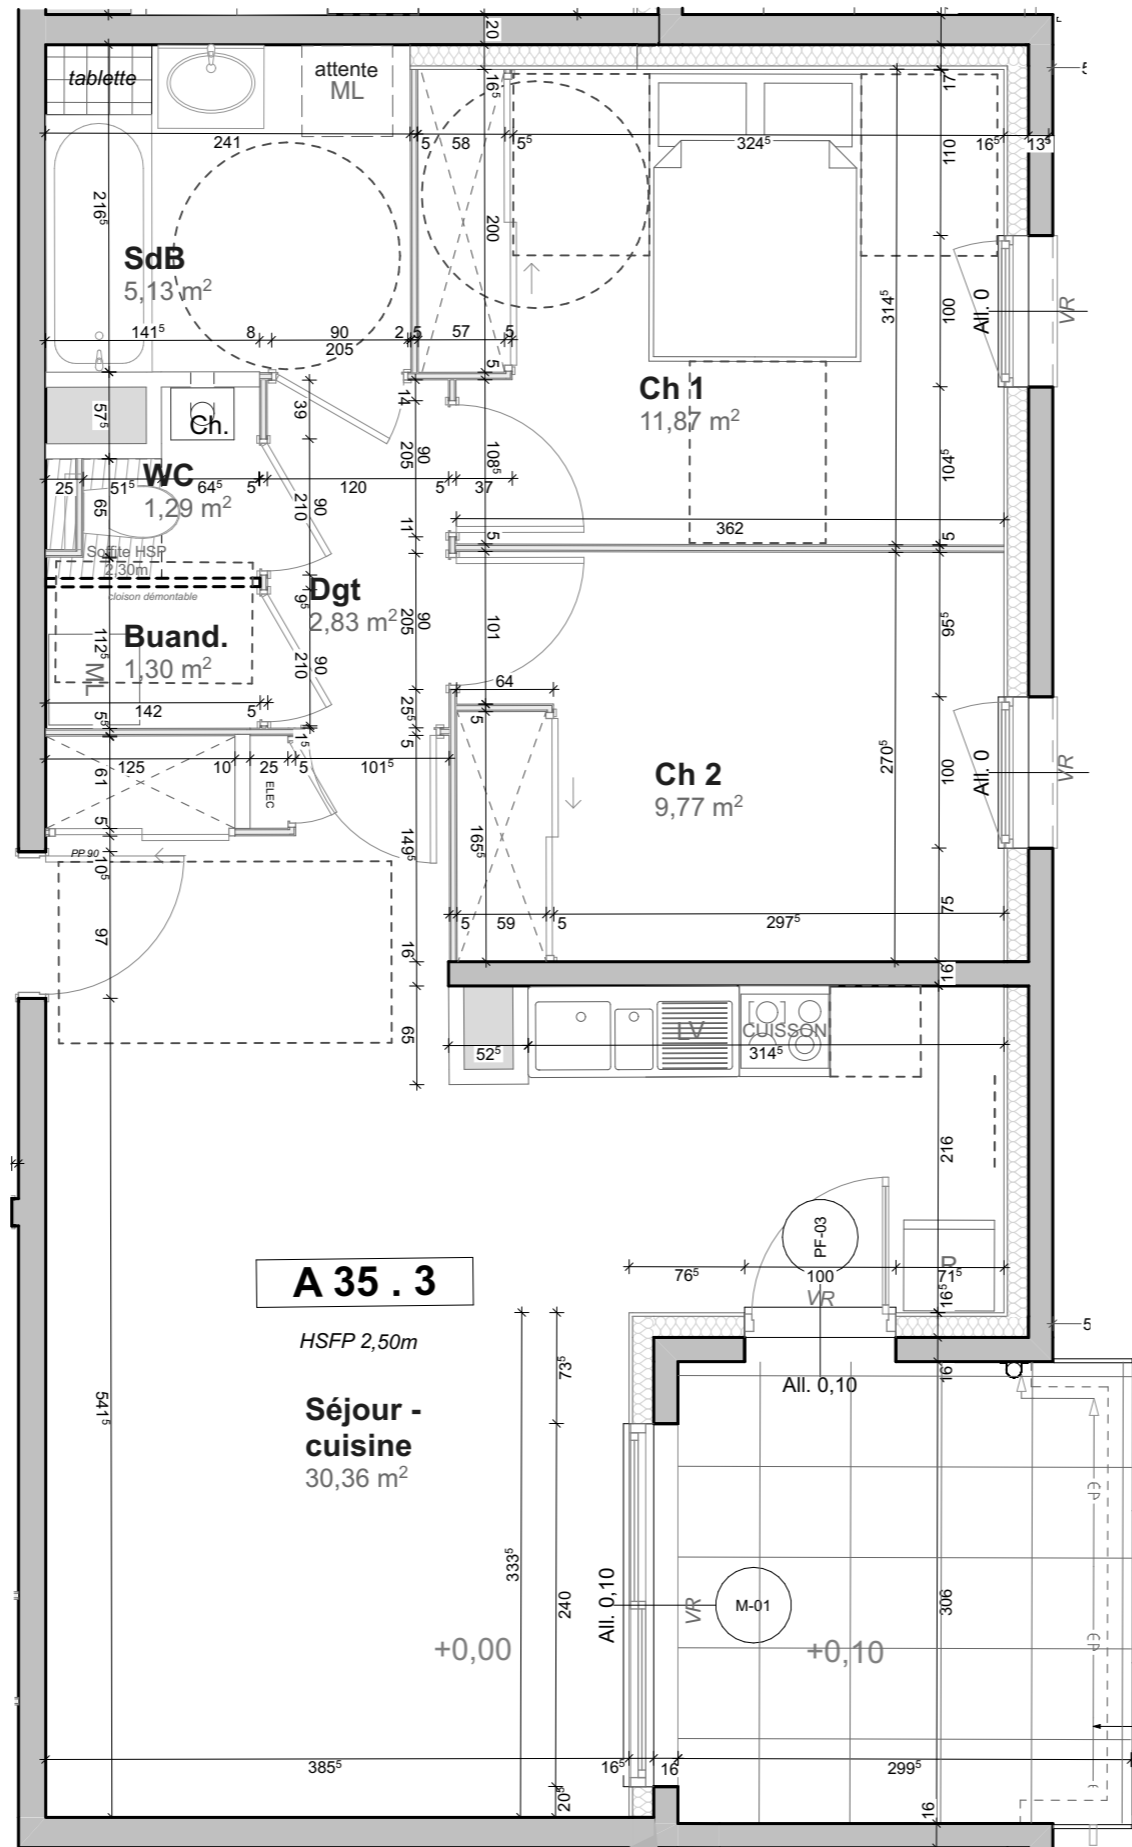 20
tablette
attente
ML
16⁵
17
241
5
58
5⁵
324⁵
16⁵
13⁵
110
216⁵
200
SdB
5,13 m²
314⁵
100
All. 0
VR
141⁵
8
90
205
2
5
57
5
5
Ch 1
11,87 m²
57⁵
Ch.
39
14
90
205
108⁵
104⁵
WC
1,29 m²
25
51⁵
64⁵
5
120
5
37
65
90
210
11
5
362
5
Soffite HSP
2,30m
cloison démontable
Dgt
2,83 m²
9⁵
90
205
101
95⁵
Buand.
1,30 m²
112⁵
ML
90
210
64
142
5
25⁵
5
5⁵
1⁵
5
125
10
25
5
101⁵
ELEC
61
5
Ch 2
9,77 m²
270⁵
100
All. 0
VR
PP 90
10⁵
149⁵
165⁵
97
5
59
5
297⁵
75
16
16
65
52⁵
LV
CUISSON
314⁵
216
PF-03
76⁵
100
71⁵
VR
16⁵
A 35 . 3
HSFP 2,50m
5
73⁵
All. 0,10
16
541⁵
Séjour -
cuisine
30,36 m²
EP
333⁵
240
All. 0,10
VR
M-01
306
EP
+0,00
+0,10
385⁵
16⁵
16
299⁵
20⁵
16